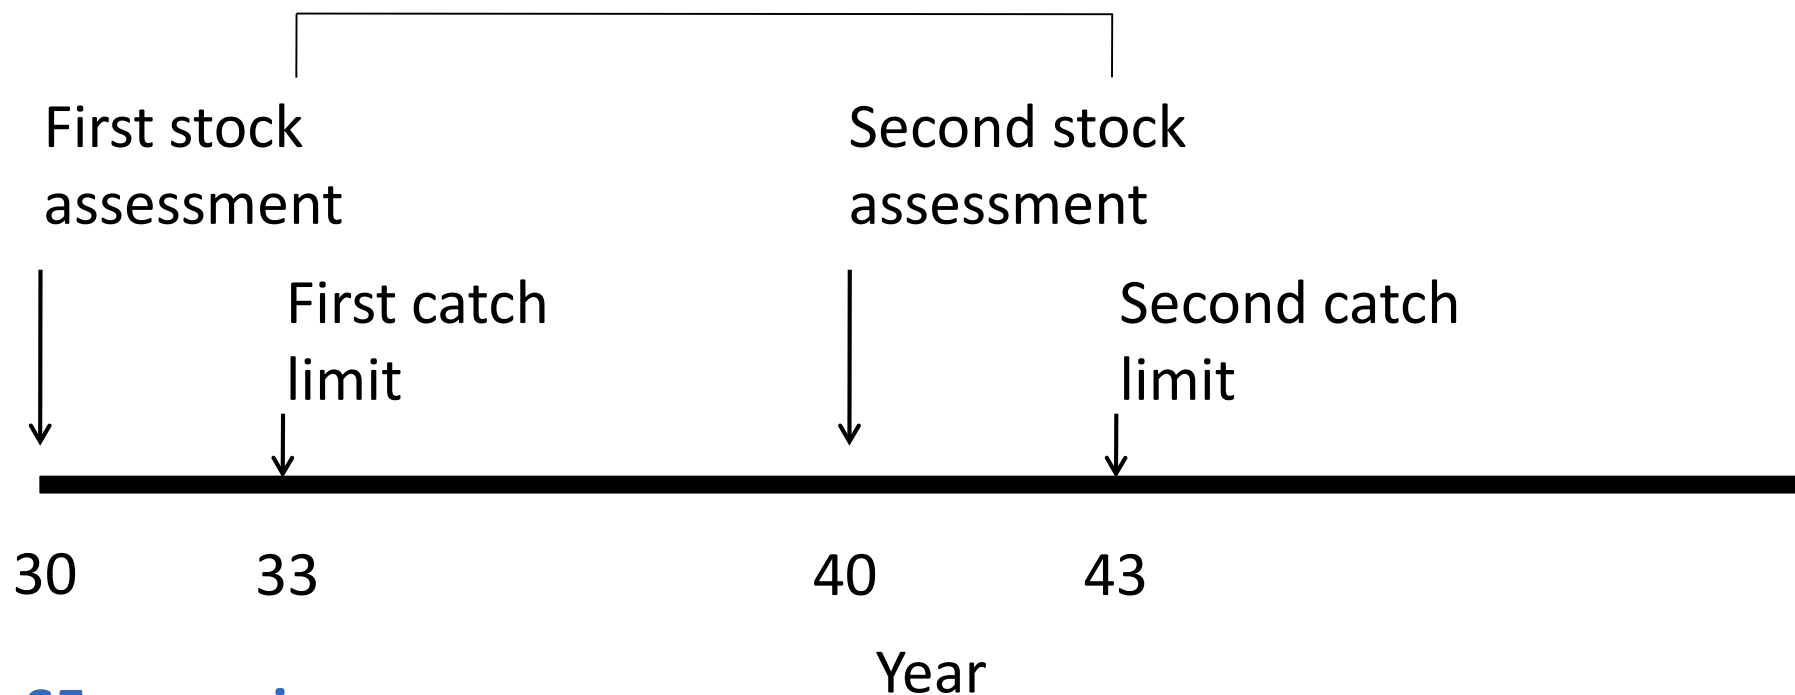 First stock
assessment
Second stock
assessment
First catch
limit
Second catch
limit
30 33 40 43
Year